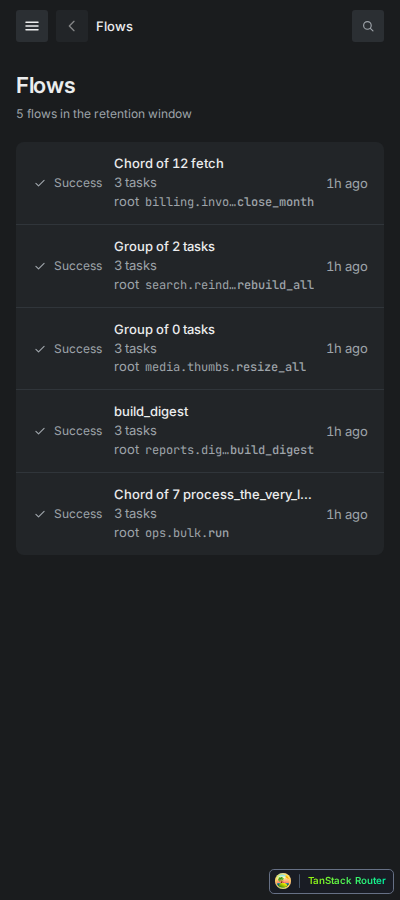 Flows
Flows
5 flows in the retention window
Success
Chord of 12 fetch
3 tasks
root billing.invo…close_month
1h ago
Success
Group of 2 tasks
3 tasks
root search.reind…rebuild_all
1h ago
Success
Group of 0 tasks
3 tasks
root media.thumbs.resize_all
1h ago
Success
build_digest
3 tasks
root reports.dig…build_digest
1h ago
Success
Chord of 7 process_the_very_l…
3 tasks
root ops.bulk.run
1h ago
TanStack Router